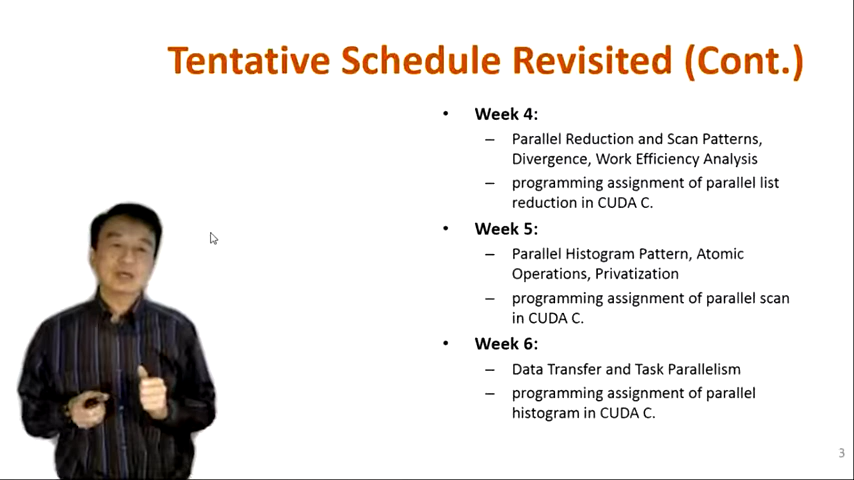 Tentative Schedule Revisited (Cont.)
• Week 4:
– Parallel Reduction and Scan Patterns,
Divergence, Work Efficiency Analysis
– programming assignment of parallel list
reduction in CUDA C.
• Week 5:
– Parallel Histogram Pattern, Atomic
Operations, Privatization
– programming assignment of parallel scan
in CUDA C.
• Week 6:
– Data Transfer and Task Parallelism
– programming assignment of parallel
histogram in CUDA C.
3